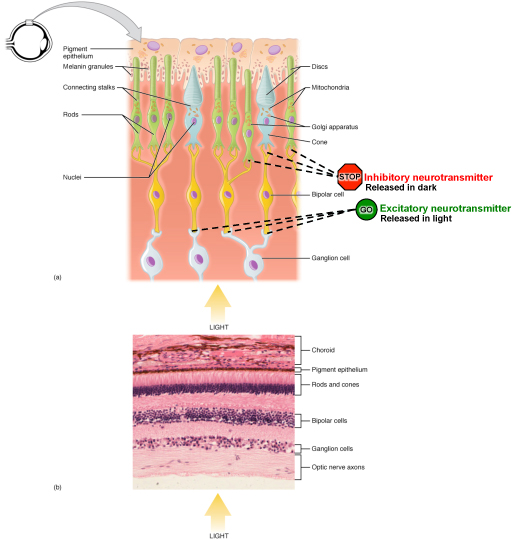 Pigment
epithelium
Melanin granules
Connecting stalks
Rods
Nuclei
Discs
Mitochondria
Golgi apparatus
Cone
STOP
Inhibitory neurotransmitter
Released in dark
Bipolar cell
GO
Excitatory neurotransmitter
Released in light
Ganglion cell
(a)
LIGHT
Choroid
Pigment epithelium
Rods and cones
Bipolar cells
Ganglion cells
Optic nerve axons
(b)
LIGHT